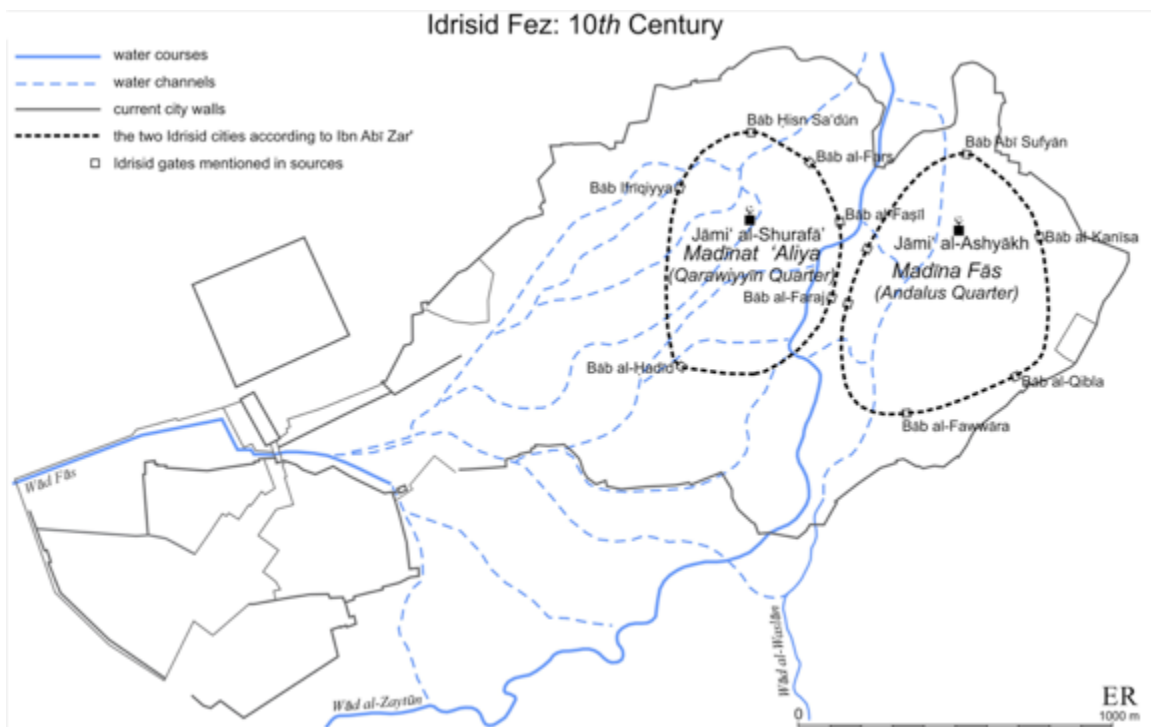 Idrisid Fez: 10th Century
water courses
water channels
current city walls
the two Idrisid cities according to Ibn Abī Zar'
Idrisid gates mentioned in sources
Bāb Ḥisn Sa'dūn
Bāb al-Fars
Bāb Abī Sufyān
Bāb Ifrīqiyya
Bāb al-Faṣīl
Jāmi' al-Shurafā'
Jāmi' al-Ashyākh
Bāb al-Kanīsa
Madīnat 'Aliya
(Qarawiyyīn Quarter)
Madīna Fās
(Andalus Quarter)
Bāb al-Faraj
Bāb al-Ḥadīd
Bāb al-Qibla
Bāb al-Fawwāra
Wād Fās
Wād al-Waslān
Wād al-Zaytūn
ER
0
1000 m